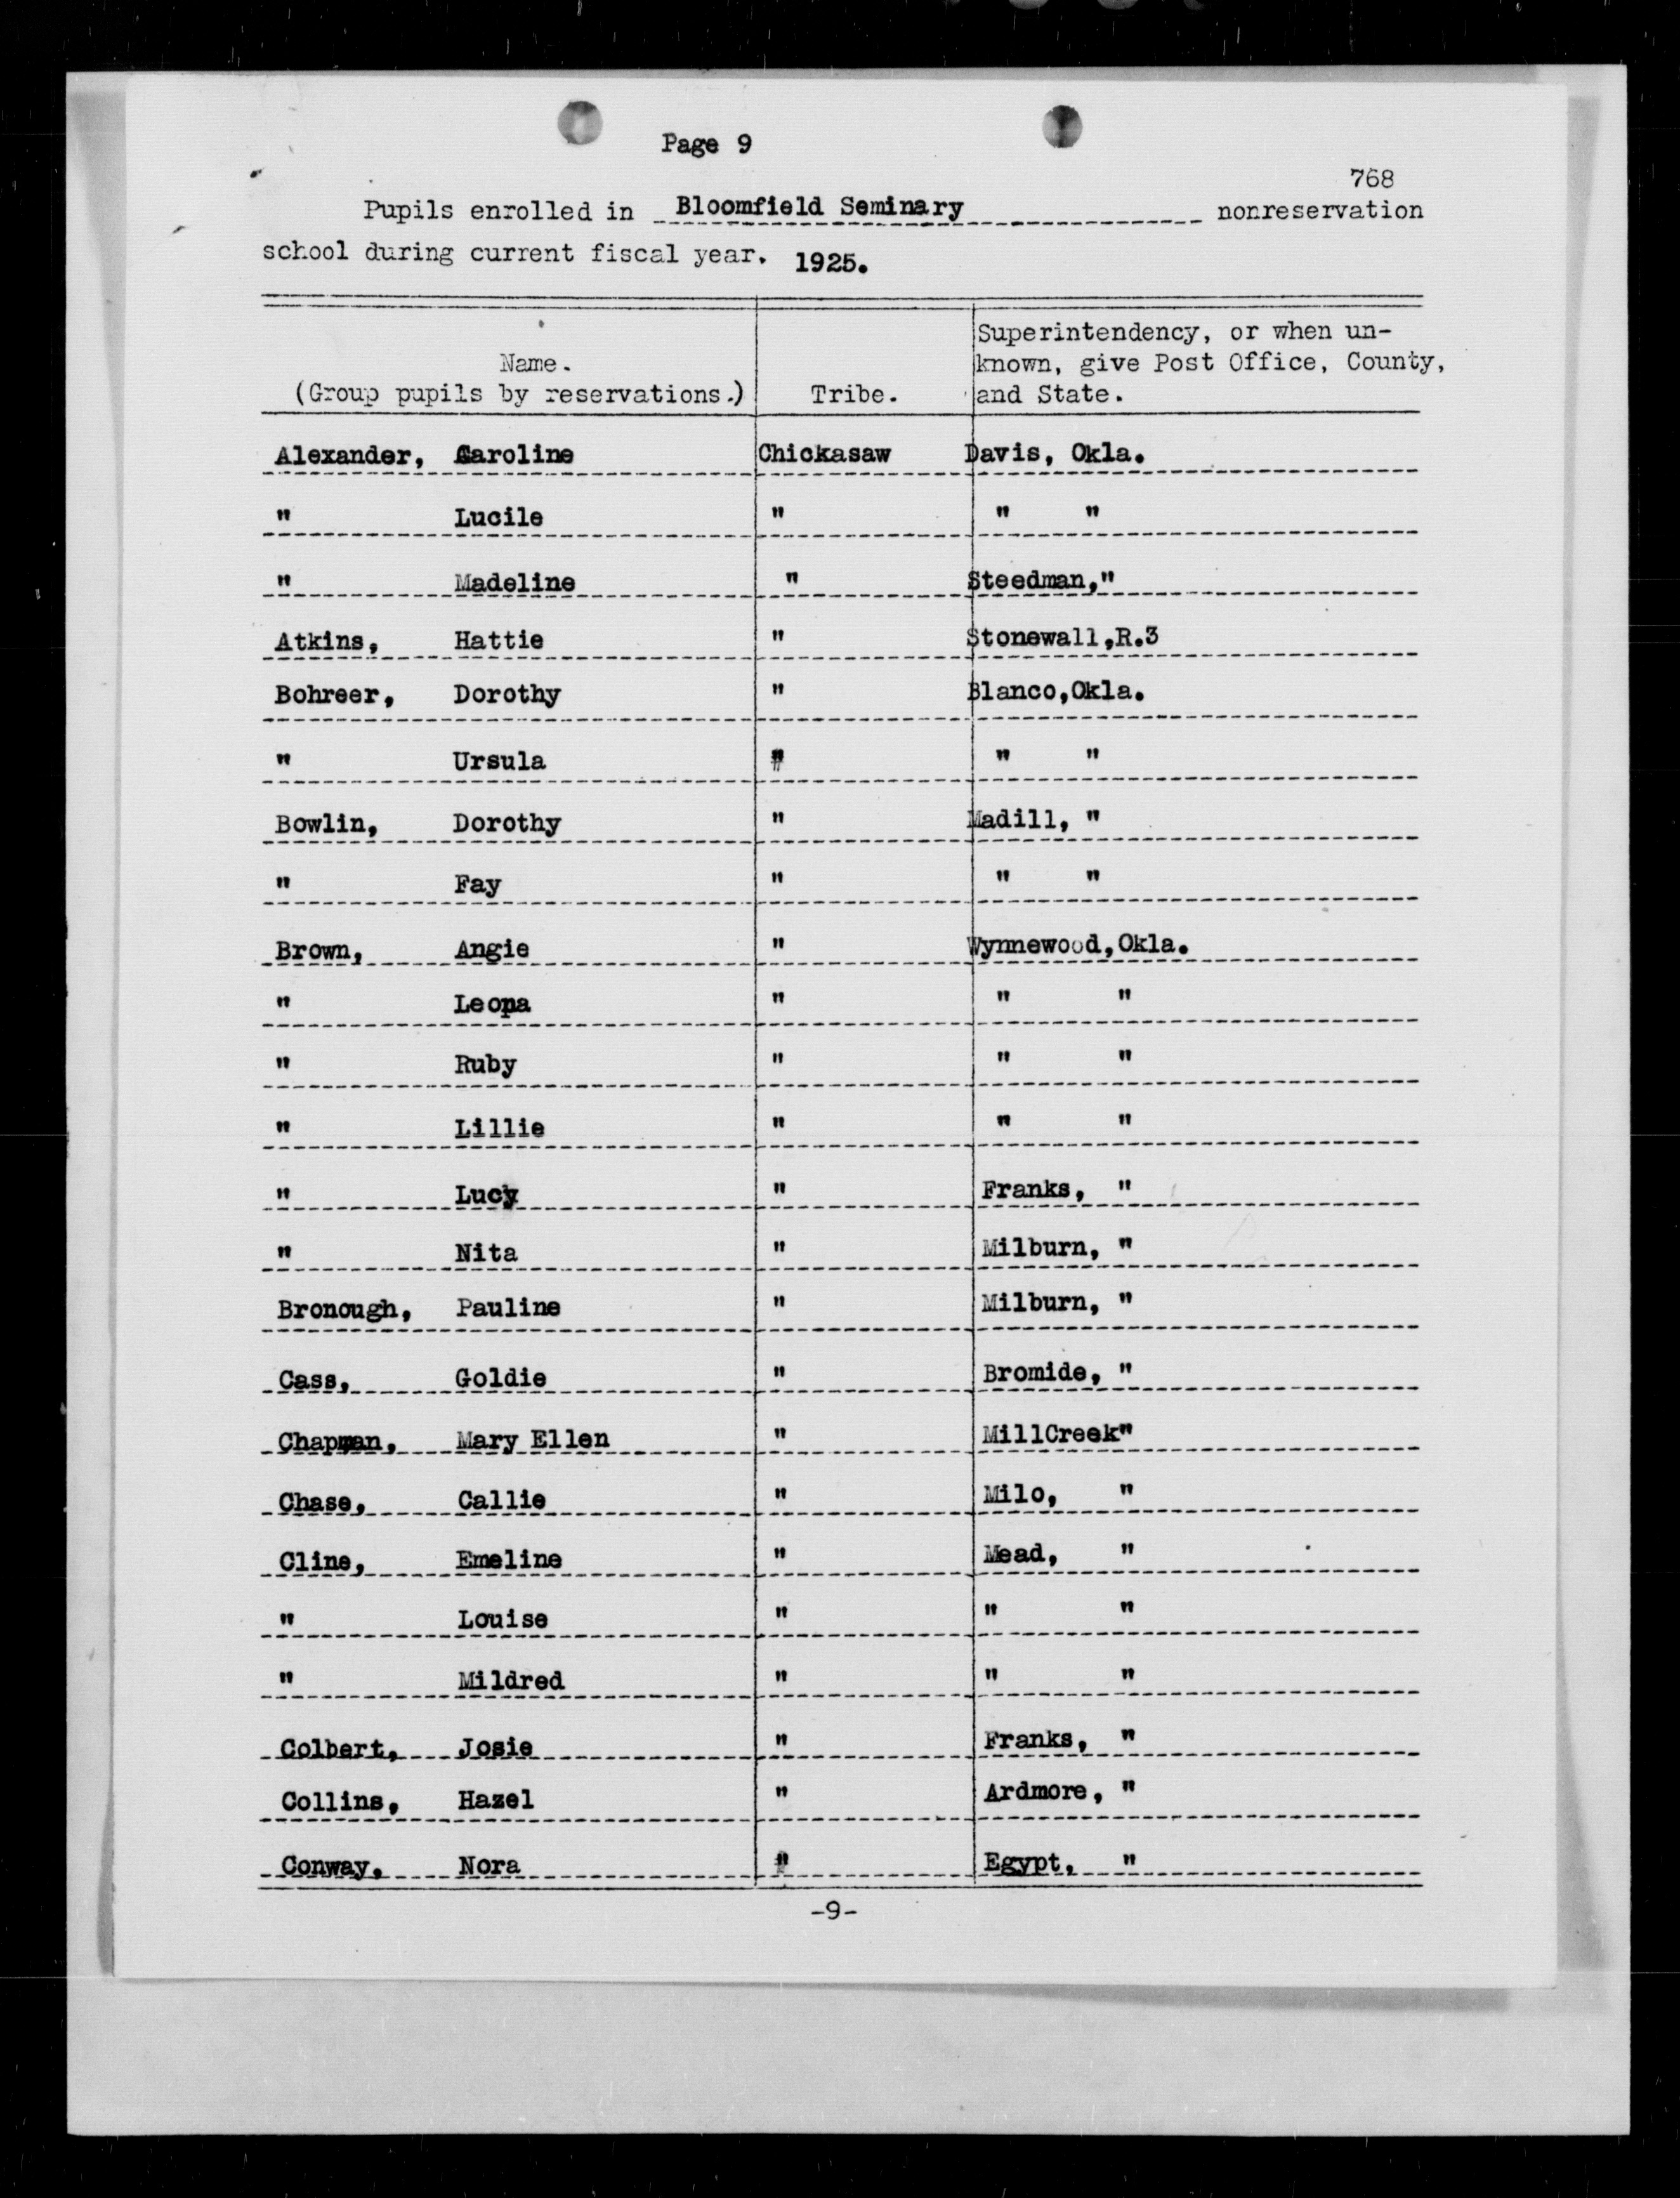 Page 9
768
Pupils enrolled in Bloomfield Seminary nonreservation
school during current fiscal year. 1925.
Superintendency, or when un-
Name. known, give Post Office, County,
(Group pupils by reservations.) Tribe. and State.
Alexander, Caroline Chickasaw Davis, Okla.
" Lucile " " "
" Madeline " Steedman,"
Atkins, Hattie " Stonewall,R.3
Bohreer, Dorothy " Blanco,Okla.
" Ursula " " "
Bowlin, Dorothy " Madill, "
" Fay " " "
Brown, Angie " Wynnewood,Okla.
" Leona " " "
" Ruby " " "
" Lillie " " "
" Lucy " Franks, "
" Nita " Milburn, "
Bronough, Pauline " Milburn, "
Cass, Goldie " Bromide, "
Chapman, Mary Ellen " MillCreek"
Chase, Callie " Milo, "
Cline, Emeline " Mead, "
" Louise " " "
" Mildred " " "
Colbert, Josie " Franks, "
Collins, Hazel " Ardmore, "
Conway, Nora " Egypt, "
-9-